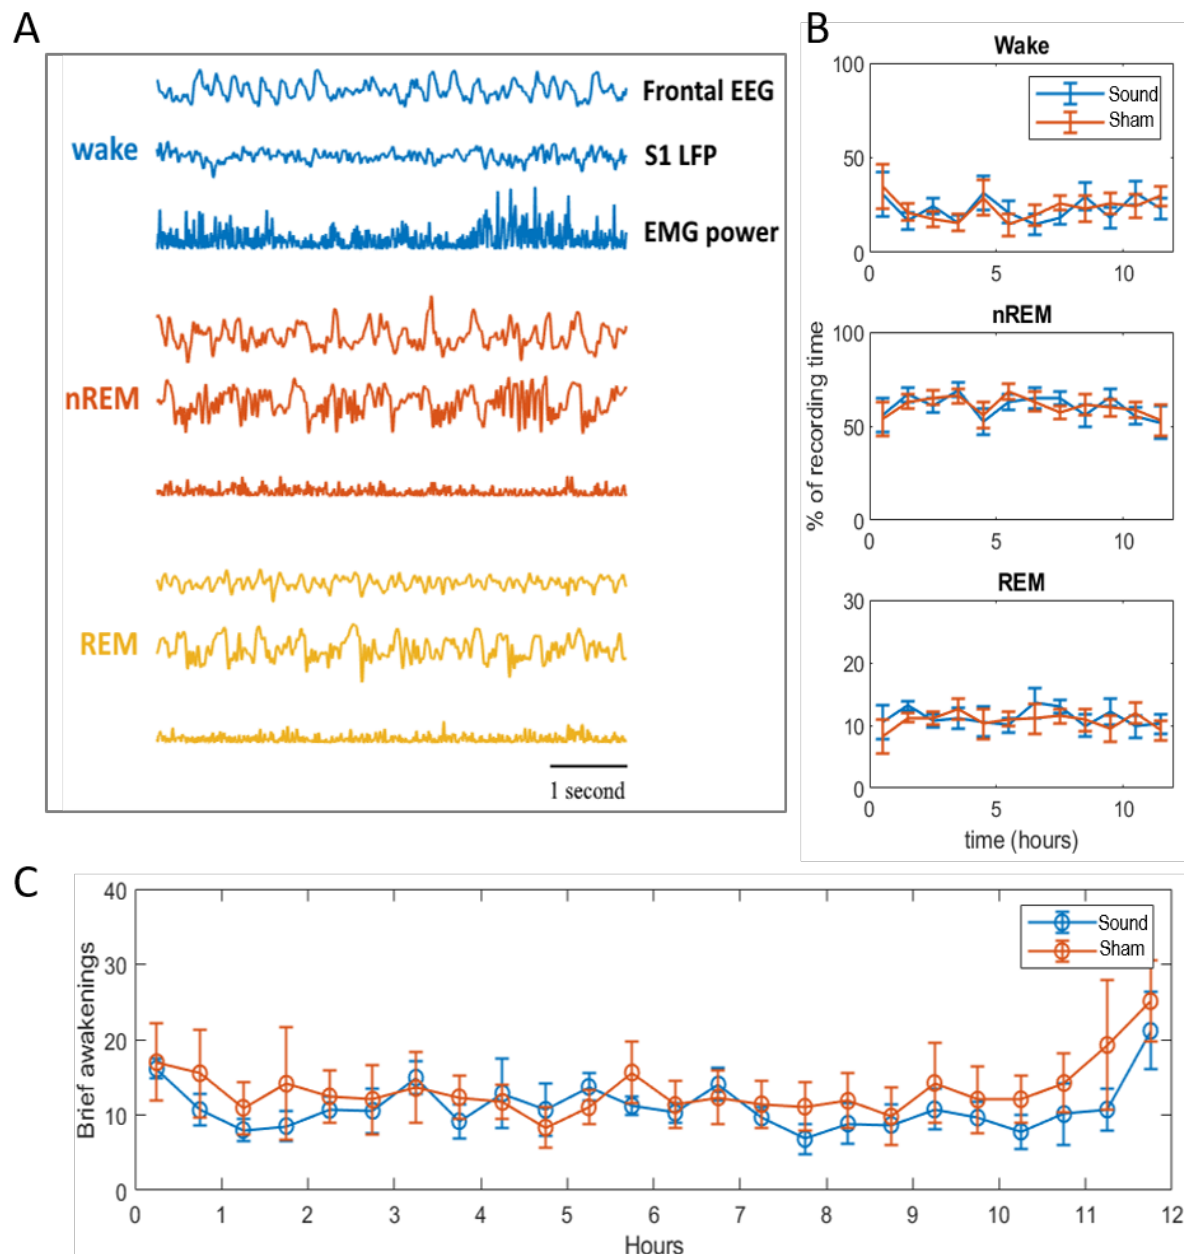 A
Frontal EEG
wake
S1 LFP
EMG power
nREM
REM
1 second
B
Wake
100
50
0
0 5 10
Sound
Sham
nREM
100
50
0
0 5 10
% of recording time
REM
30
20
10
0
0 5 10
time (hours)
C
40
30
20
10
0
Brief awakenings
Sound
Sham
0 1 2 3 4 5 6 7 8 9 10 11 12
Hours